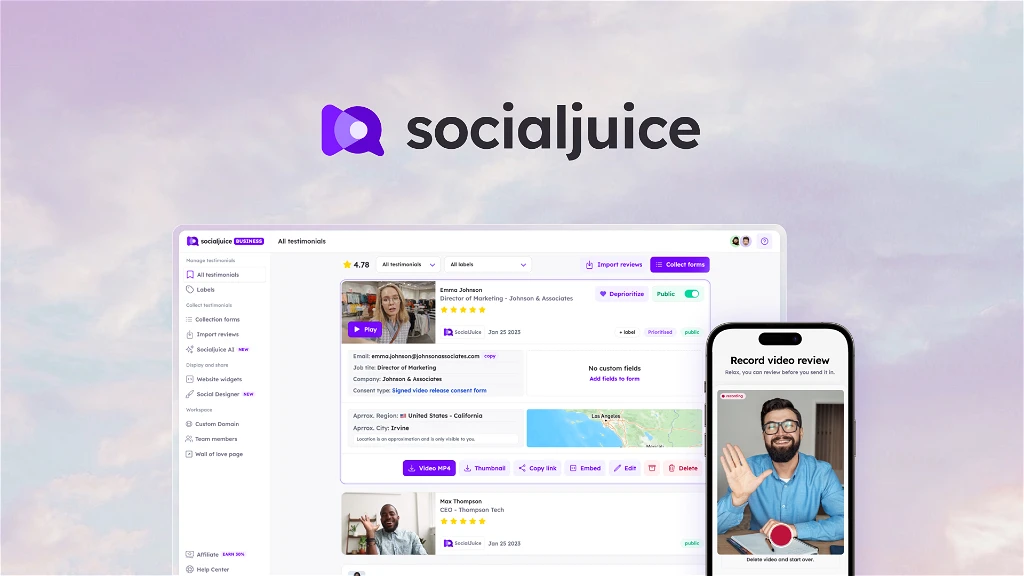 socialjuice
socialjuice BUSINESS
All testimonials
Manage testimonials
All testimonials
Labels
Collect testimonials
Collection forms
Import reviews
Socialjuice AI NEW
Display and share
Website widgets
Social Designer NEW
Workspace
Custom Domain
Team members
Wall of love page
Affiliate EARN 30%
Help Center
4.78
All testimonials
All labels
Import reviews
Collect forms
Play
Emma Johnson
Director of Marketing - Johnson & Associates
Deprioritize
Public
SocialJuice
Jan 25 2023
+ label
Prioritised
public
Email: emma.johnson@johnsonassociates.com copy
Job title: Director of Marketing
Company: Johnson & Associates
Consent type: Signed video release consent form
No custom fields
Add fields to form
Aprrox. Region: United States - California
Aprrox. City: Irvine
Location is an approximation and is only visible to you.
Los Angeles
Mexicali
Video MP4
Thumbnail
Copy link
Embed
Edit
Delete
Max Thompson
CEO - Thompson Tech
SocialJuice
Jan 25 2023
public
Record video review
Relax, you can review before you send it in.
Recording
Delete video and start over.